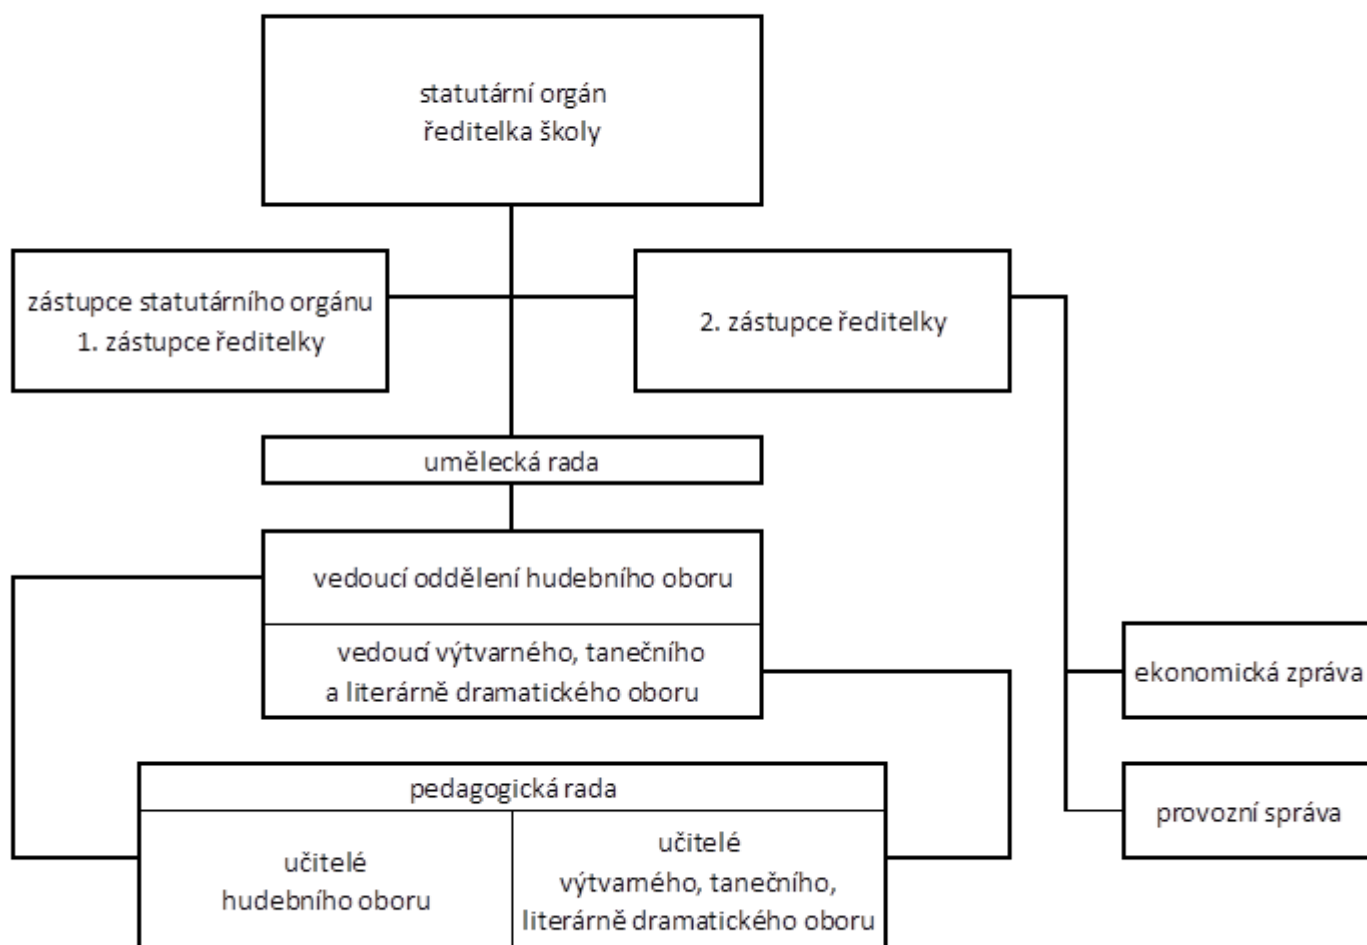 statutární orgán
ředitelka školy
zástupce statutárního orgánu
1. zástupce ředitelky
2. zástupce ředitelky
umělecká rada
vedoucí oddělení hudebního oboru
vedoucí výtvarného, tanečního
a literárně dramatického oboru
ekonomická zpráva
provozní správa
pedagogická rada
učitelé
hudebního oboru
učitelé
výtvarného, tanečního,
literárně dramatického oboru